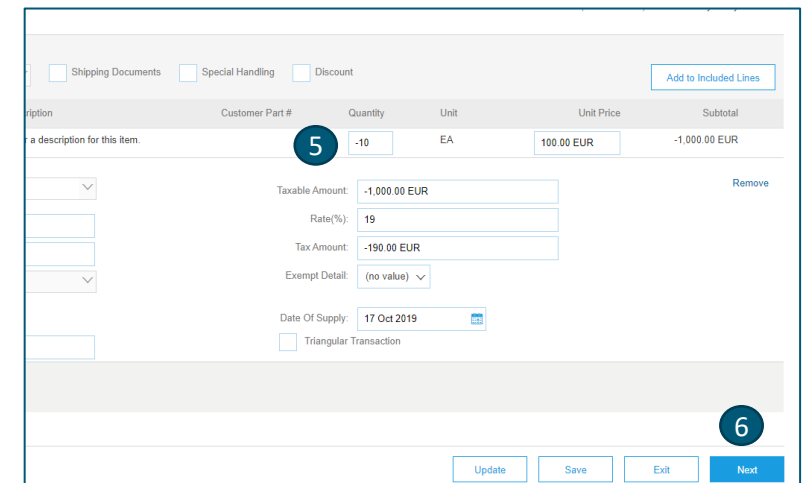 Shipping Documents Special Handling Discount
Add to Included Lines
Customer Part # Quantity Unit Unit Price Subtotal
a description for this item. 5 -10 EA 100.00 EUR -1,000.00 EUR
Taxable Amount: -1,000.00 EUR Remove
Rate(%): 19
Tax Amount: -190.00 EUR
Exempt Detail: (no value)
Date Of Supply: 17 Oct 2019
Triangular Transaction
6
Update Save Exit Next